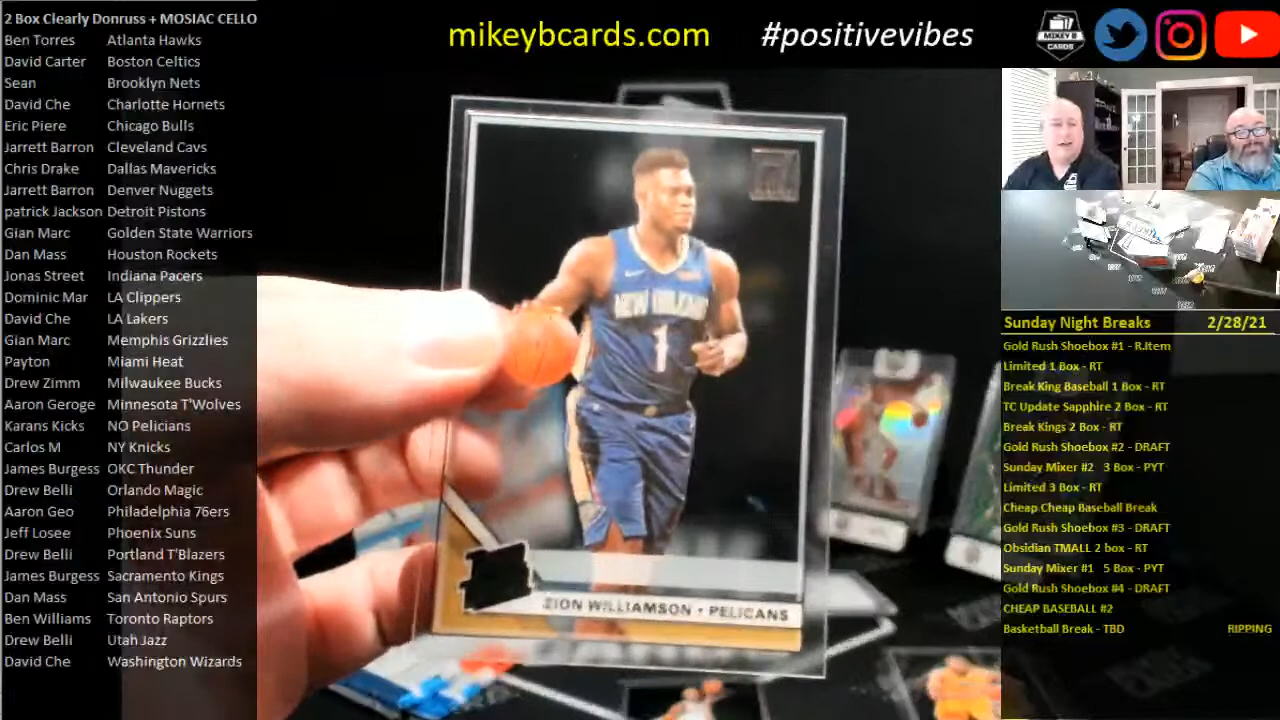 2 Box Clearly Donruss + MOSIAC CELLO
Ben Torres Atlanta Hawks
David Carter Boston Celtics
Sean Brooklyn Nets
David Che Charlotte Hornets
Eric Piere Chicago Bulls
Jarrett Barron Cleveland Cavs
Chris Drake Dallas Mavericks
Jarrett Barron Denver Nuggets
patrick Jackson Detroit Pistons
Gian Marc Golden State Warriors
Dan Mass Houston Rockets
Jonas Street Indiana Pacers
Dominic Mar LA Clippers
David Che LA Lakers
Gian Marc Memphis Grizzlies
Payton Miami Heat
Drew Zimm Milwaukee Bucks
Aaron Geroge Minnesota T'Wolves
Karans Kicks NO Pelicians
Carlos M NY Knicks
James Burgess OKC Thunder
Drew Belli Orlando Magic
Aaron Geo Philadelphia 76ers
Jeff Losee Phoenix Suns
Drew Belli Portland T'Blazers
James Burgess Sacramento Kings
Dan Mass San Antonio Spurs
Ben Williams Toronto Raptors
Drew Belli Utah Jazz
David Che Washington Wizards
mikeybcards.com #positivevibes
MIKEY B
CARDS
NEW ORLEANS
1
ZION WILLIAMSON • PELICANS
Sunday Night Breaks 2/28/21
Gold Rush Shoebox #1 - R.Item
Limited 1 Box - RT
Break King Baseball 1 Box - RT
TC Update Sapphire 2 Box - RT
Break Kings 2 Box - RT
Gold Rush Shoebox #2 - DRAFT
Sunday Mixer #2 3 Box - PYT
Limited 3 Box - RT
Cheap Cheap Baseball Break
Gold Rush Shoebox #3 - DRAFT
Obsidian TMALL 2 box - RT
Sunday Mixer #1 5 Box - PYT
Gold Rush Shoebox #4 - DRAFT
CHEAP BASEBALL #2
Basketball Break - TBD RIPPING